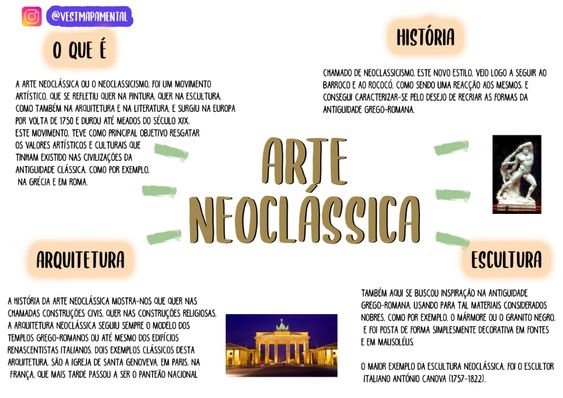 @VESTMAPAMENTAL
O QUE É
A ARTE NEOCLÁSSICA OU O NEOCLASSICISMO, FOI UM MOVIMENTO
ARTÍSTICO, QUE SE REFLETIU QUER NA PINTURA, QUER NA ESCULTURA,
COMO TAMBÉM NA ARQUITETURA E NA LITERATURA, E SURGIU NA EUROPA
POR VOLTA DE 1750 E DUROU ATÉ MEADOS DO SÉCULO XIX.
ESTE MOVIMENTO, TEVE COMO PRINCIPAL OBJETIVO RESGATAR
OS VALORES ARTÍSTICOS E CULTURAIS QUE
TINHAM EXISTIDO NAS CIVILIZAÇÕES DA
ANTIGUIDADE CLÁSSICA, COMO POR EXEMPLO,
NA GRÉCIA E EM ROMA.
HISTÓRIA
CHAMADO DE NEOCLASSICISMO, ESTE NOVO ESTILO, VEIO LOGO A SEGUIR AO
BARROCO E AO ROCOCÓ, COMO SENDO UMA REACÇÃO AOS MESMOS, E
CONSEGUI CARACTERIZAR-SE PELO DESEJO DE RECRIAR AS FORMAS DA
ANTIGUIDADE GREGO-ROMANA.
ARTE
NEOCLÁSSICA
ARQUITETURA
A HISTÓRIA DA ARTE NEOCLÁSSICA MOSTRA-NOS QUE QUER NAS
CHAMADAS CONSTRUÇÕES CIVIS, QUER NAS CONSTRUÇÕES RELIGIOSAS,
A ARQUITETURA NEOCLÁSSICA SEGUIU SEMPRE O MODELO DOS
TEMPLOS GREGO-ROMANOS OU ATÉ MESMO DOS EDIFÍCIOS
RENASCENTISTAS ITALIANOS. DOIS EXEMPLOS CLÁSSICOS DESTA
ARQUITETURA, SÃO A IGREJA DE SANTA GENOVEVA, EM PARIS, NA
FRANÇA, QUE MAIS TARDE PASSOU A SER O PANTEÃO NACIONAL
ESCULTURA
TAMBÉM AQUI SE BUSCOU INSPIRAÇÃO NA ANTIGUIDADE
GREGO-ROMANA, USANDO PARA TAL MATERIAIS CONSIDERADOS
NOBRES, COMO POR EXEMPLO, O MÁRMORE OU O GRANITO NEGRO,
E FOI POSTA DE FORMA SIMPLESMENTE DECORATIVA EM FONTES
E EM MAUSOLÉUS.
O MAIOR EXEMPLO DA ESCULTURA NEOCLÁSSICA, FOI O ESCULTOR
ITALIANO ANTÓNIO CANOVA (1757-1822).